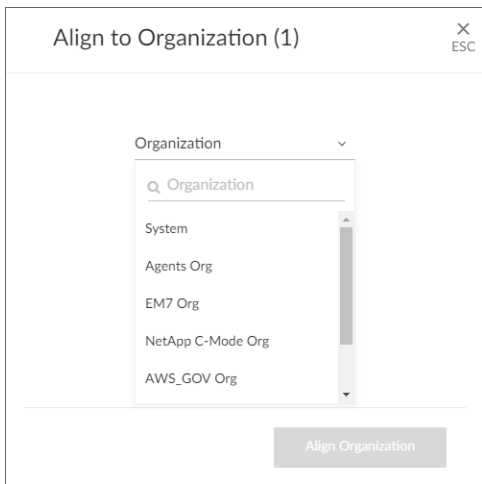 Align to Organization (1)
ESC
Organization
Organization
System
Agents Org
EM7 Org
NetApp C-Mode Org
AWS_GOV Org
Align Organization